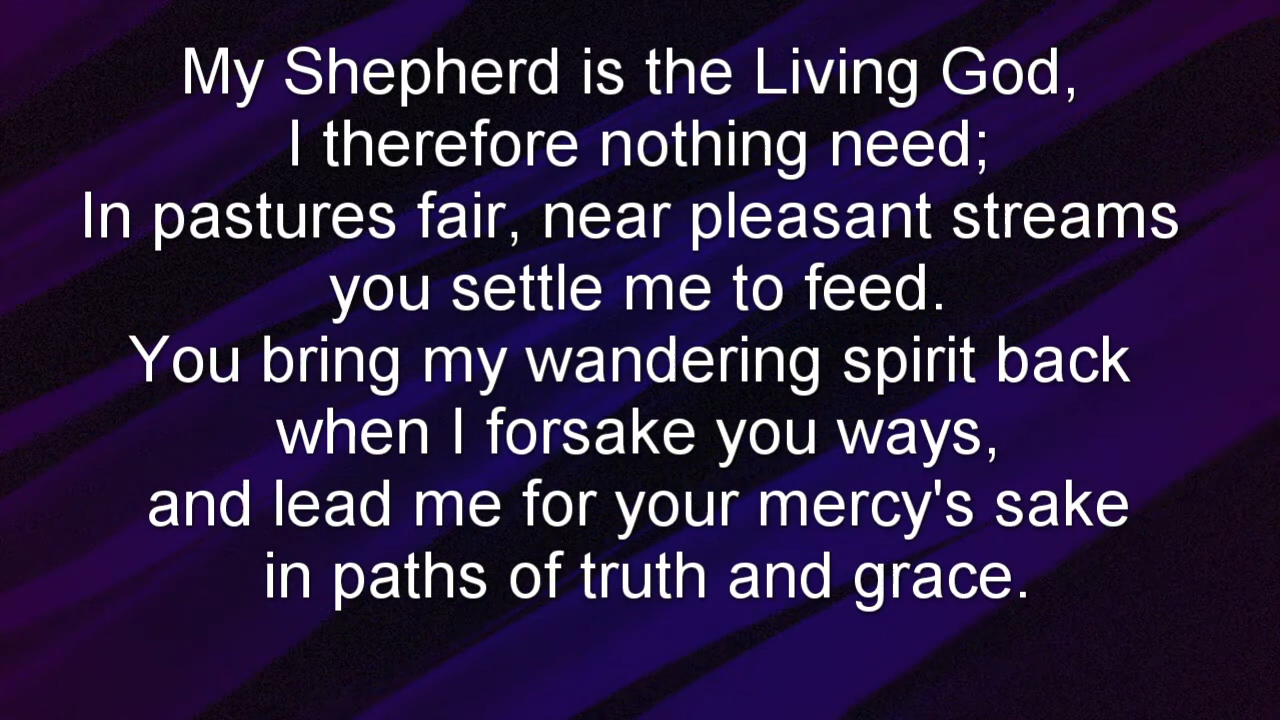 My Shepherd is the Living God,
I therefore nothing need;
In pastures fair, near pleasant streams
you settle me to feed.
You bring my wandering spirit back
when I forsake you ways,
and lead me for your mercy's sake
in paths of truth and grace.